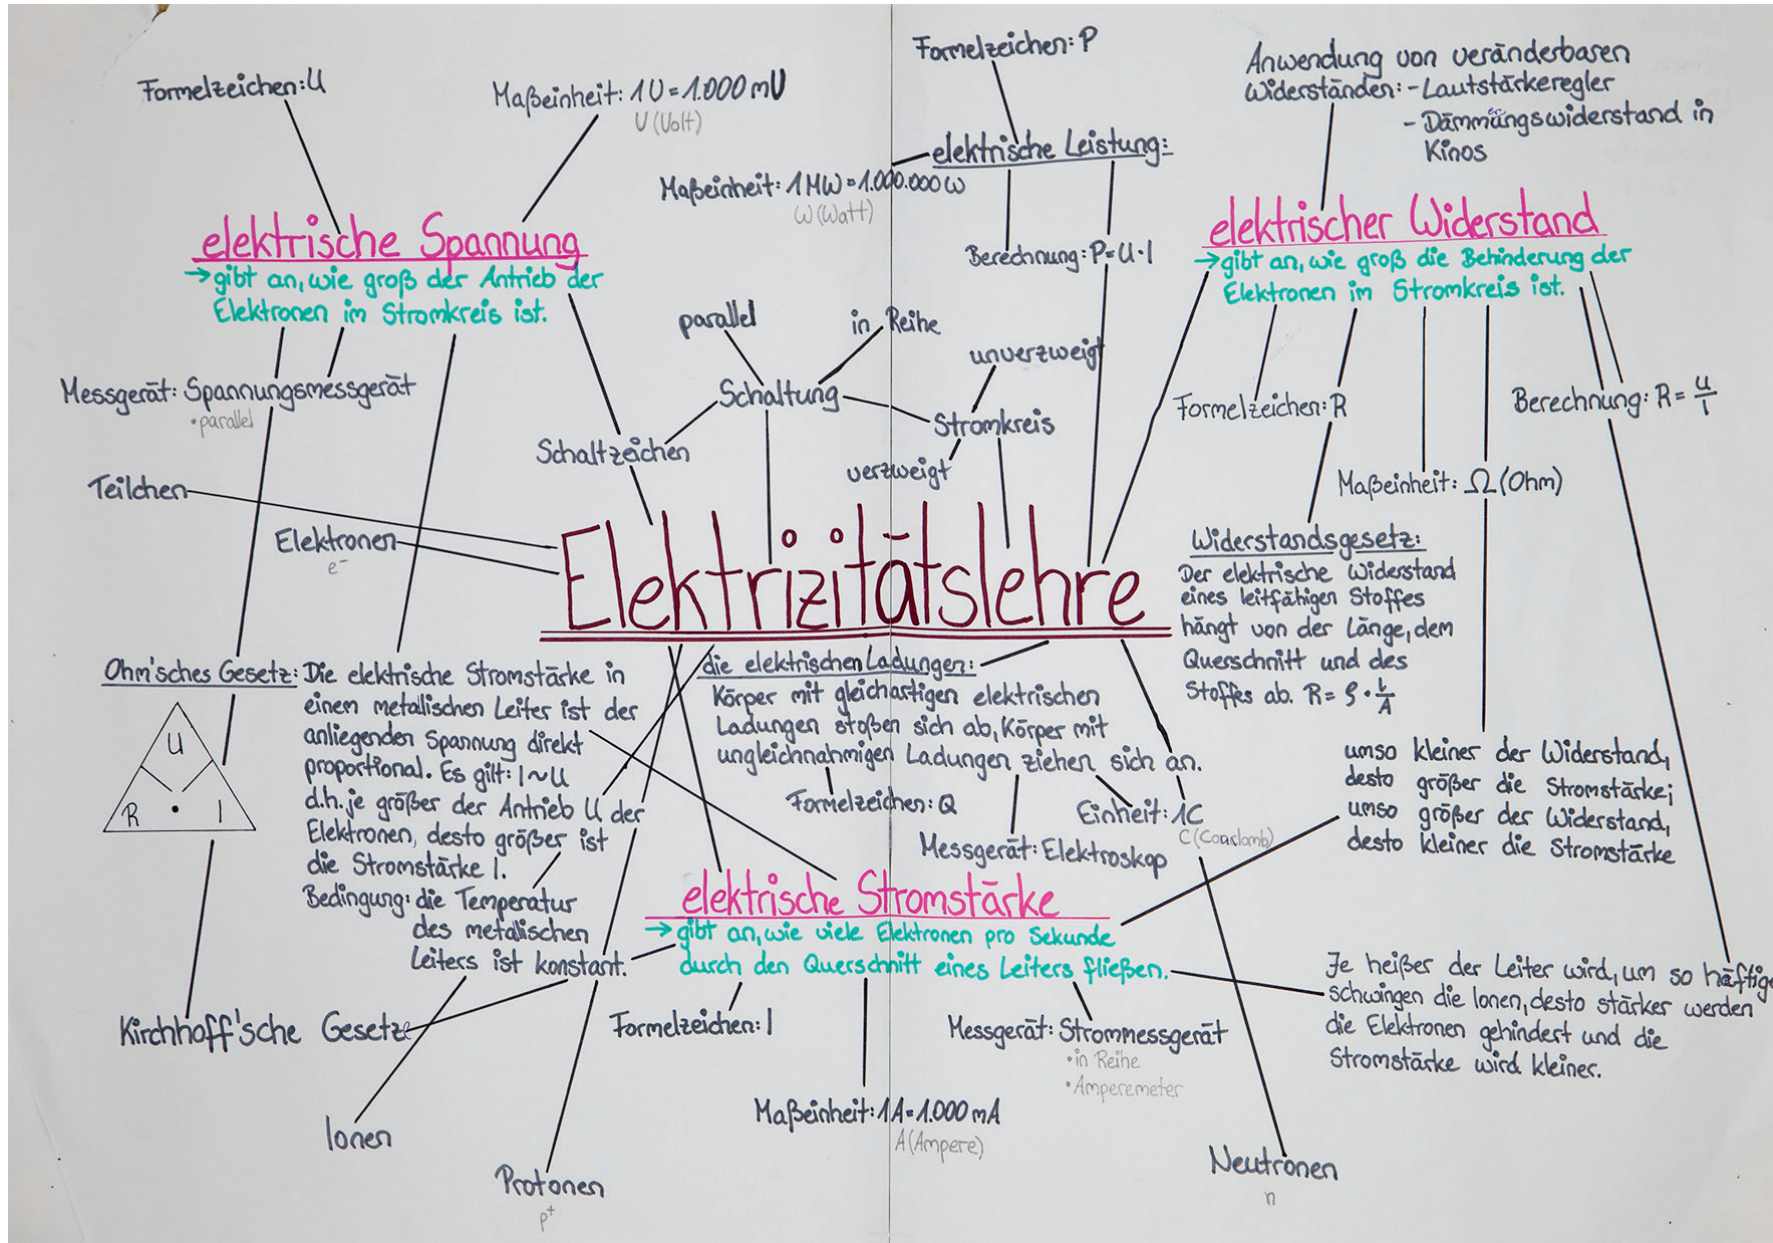 Formelzeichen: U
Maßeinheit: 1U = 1.000 mU
U (Volt)
elektrische Spannung
→ gibt an, wie groß der Antrieb der
Elektronen im Stromkreis ist.
Messgerät: Spannungsmessgerät
• parallel
Formelzeichen: P
elektrische Leistung:
Maßeinheit: 1 MW = 1.000.000 W
W (Watt)
Berechnung: P = U · I
Anwendung von veränderbaren
Widerständen: - Lautstärkeregler
- Dämmerungswiderstand in
Kinos
elektrischer Widerstand
→ gibt an, wie groß die Behinderung der
Elektronen im Stromkreis ist.
Formelzeichen: R
Maßeinheit: Ω (Ohm)
Berechnung: R = U/I
parallel
in Reihe
Schaltung
unverzweigt
Stromkreis
verzweigt
Schaltzeichen
Teilchen
Elektronen
e⁻
Elektrizitätslehre
Widerstandsgesetz:
Der elektrische Widerstand
eines leitfähigen Stoffes
hängt von der Länge, dem
Querschnitt und des
Stoffes ab. R = ρ · L/A
Ohm'sches Gesetz: Die elektrische Stromstärke in
einem metallischen Leiter ist der
anliegenden Spannung direkt
proportional. Es gilt: I ~ U
d.h. je größer der Antrieb U der
Elektronen, desto größer ist
die Stromstärke I.
Bedingung: die Temperatur
des metallischen
Leiters ist konstant.
U
R · I
die elektrischen Ladungen:
Körper mit gleichartigen elektrischen
Ladungen stoßen sich ab, Körper mit
ungleichnahmigen Ladungen ziehen sich an.
Formelzeichen: Q
Messgerät: Elektroskop
Einheit: 1C
umso kleiner der Widerstand,
desto größer die Stromstärke;
umso größer der Widerstand,
desto kleiner die Stromstärke
elektrische Stromstärke
→ gibt an, wie viele Elektronen pro Sekunde
durch den Querschnitt eines Leiters fließen.
Formelzeichen: I
Maßeinheit: 1A = 1.000 mA
A (Ampere)
Messgerät: Strommessgerät
• in Reihe
• Amperemeter
Je heißer der Leiter wird, um so häftige
schwingen die Ionen, desto stärker werden
die Elektronen gehindert und die
Stromstärke wird kleiner.
Kirchhoff'sche Gesetze
Ionen
Protonen
p⁺
Neutronen
n